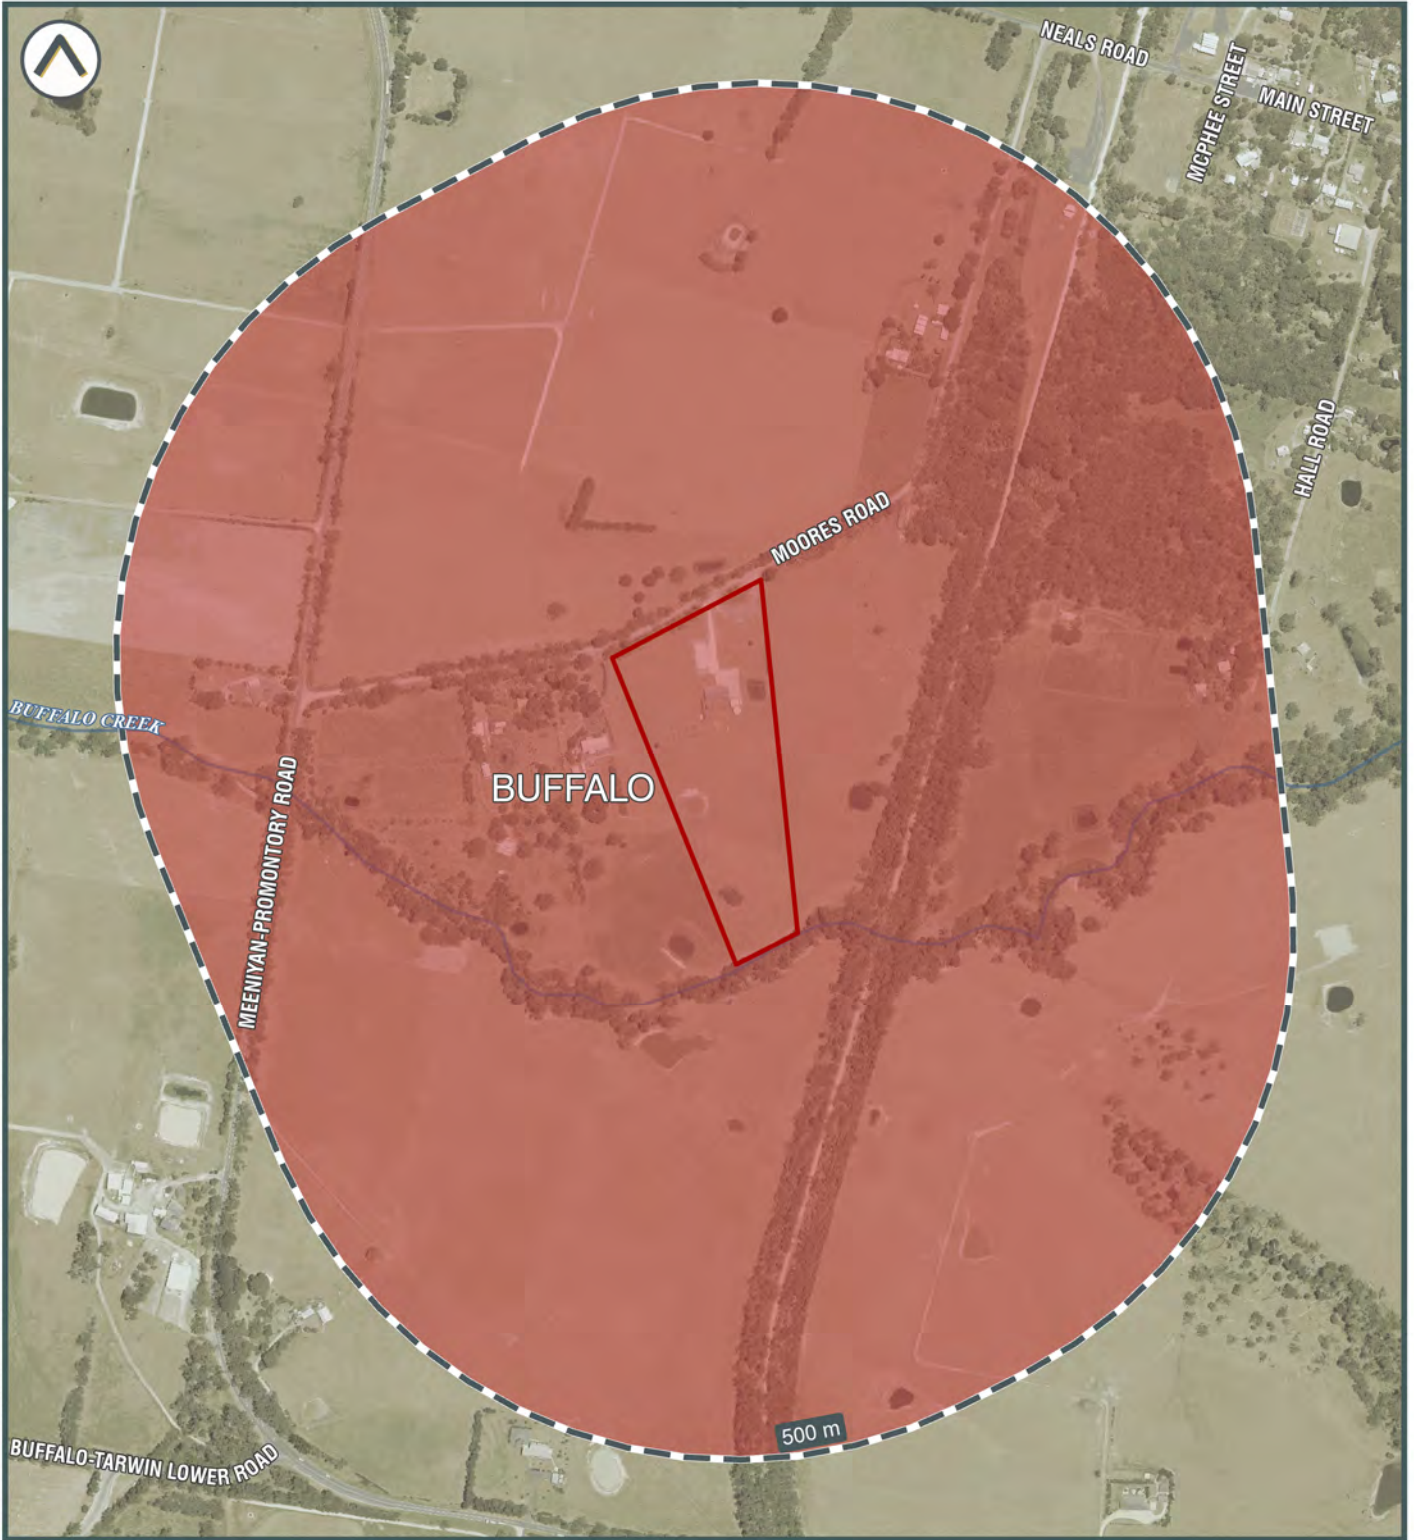 NEALS ROAD
MCPHEE STREET
MAIN STREET
HALL ROAD
MOORES ROAD
BUFFALO CREEK
MEENIYAN-PROMONTORY ROAD
BUFFALO
500 m
BUFFALO-TARWIN LOWER ROAD